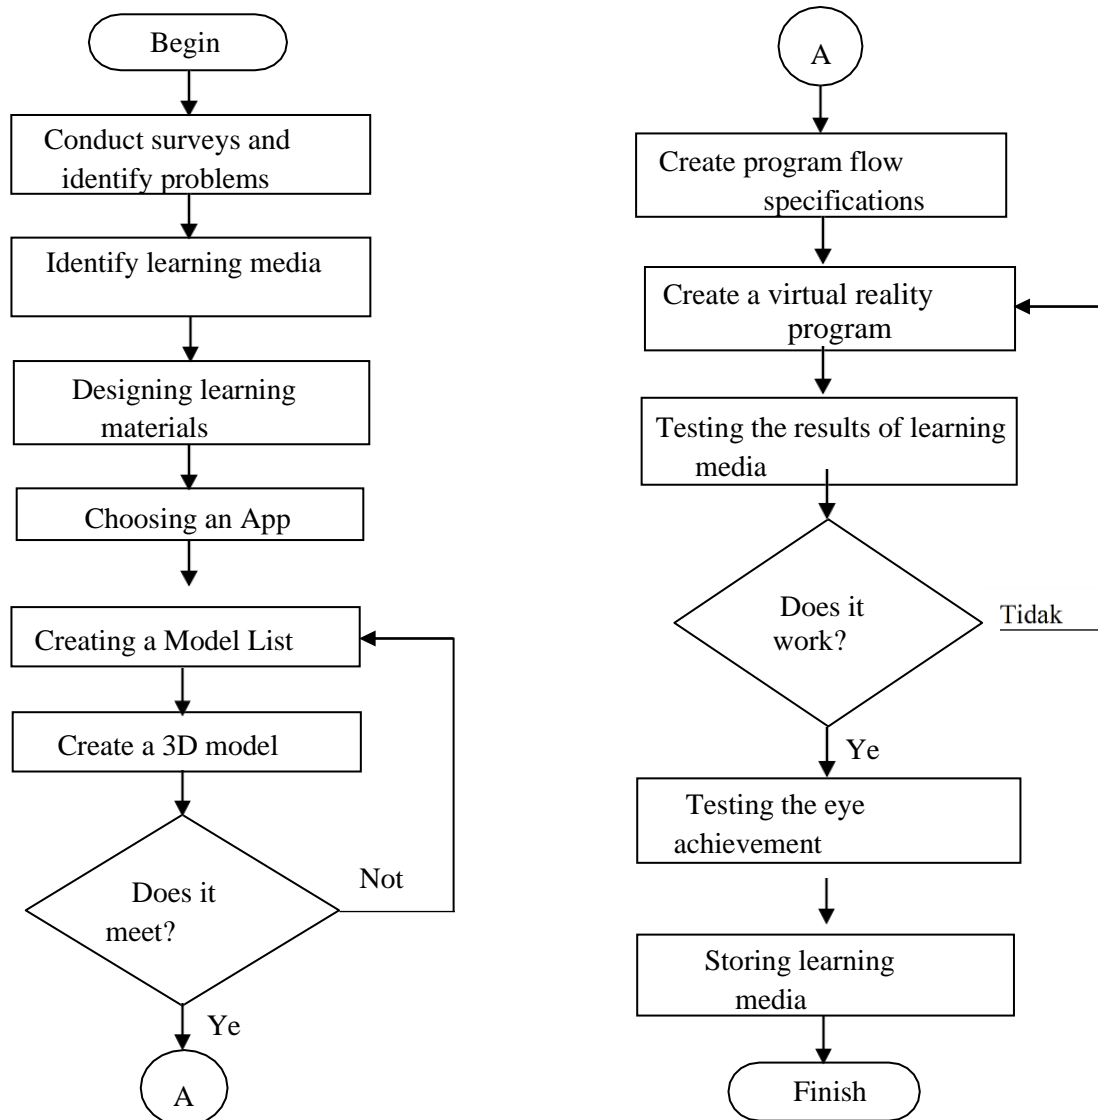 Begin
Conduct surveys and
identify problems
Identify learning media
Designing learning
materials
Choosing an App
Creating a Model List
Create a 3D model
Does it
meet?
Not
Ye
A
A
Create program flow
specifications
Create a virtual reality
program
Testing the results of learning
media
Does it
work?
Tidak
Ye
Testing the eye
achievement
Storing learning
media
Finish